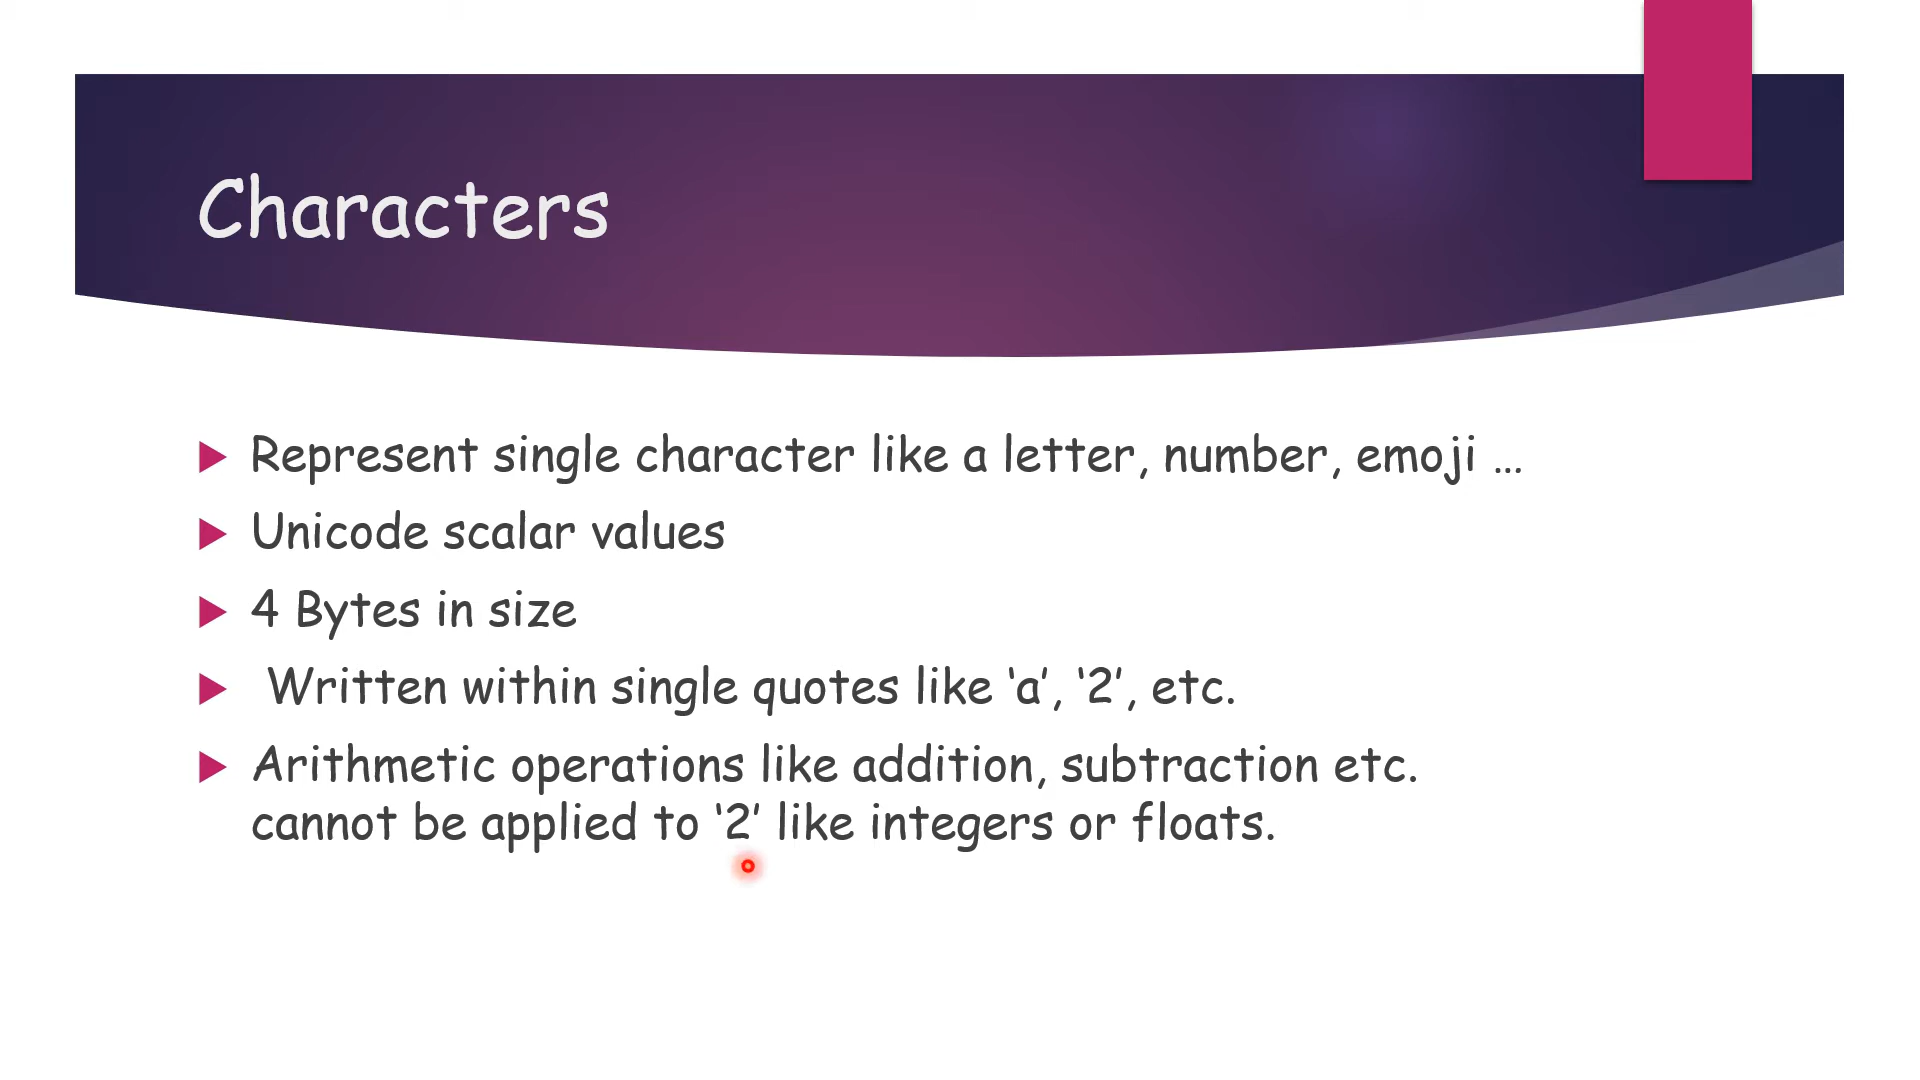 Characters
Represent single character like a letter, number, emoji …
Unicode scalar values
4 Bytes in size
Written within single quotes like ‘a’, ‘2’, etc.
Arithmetic operations like addition, subtraction etc.
cannot be applied to ‘2’ like integers or floats.